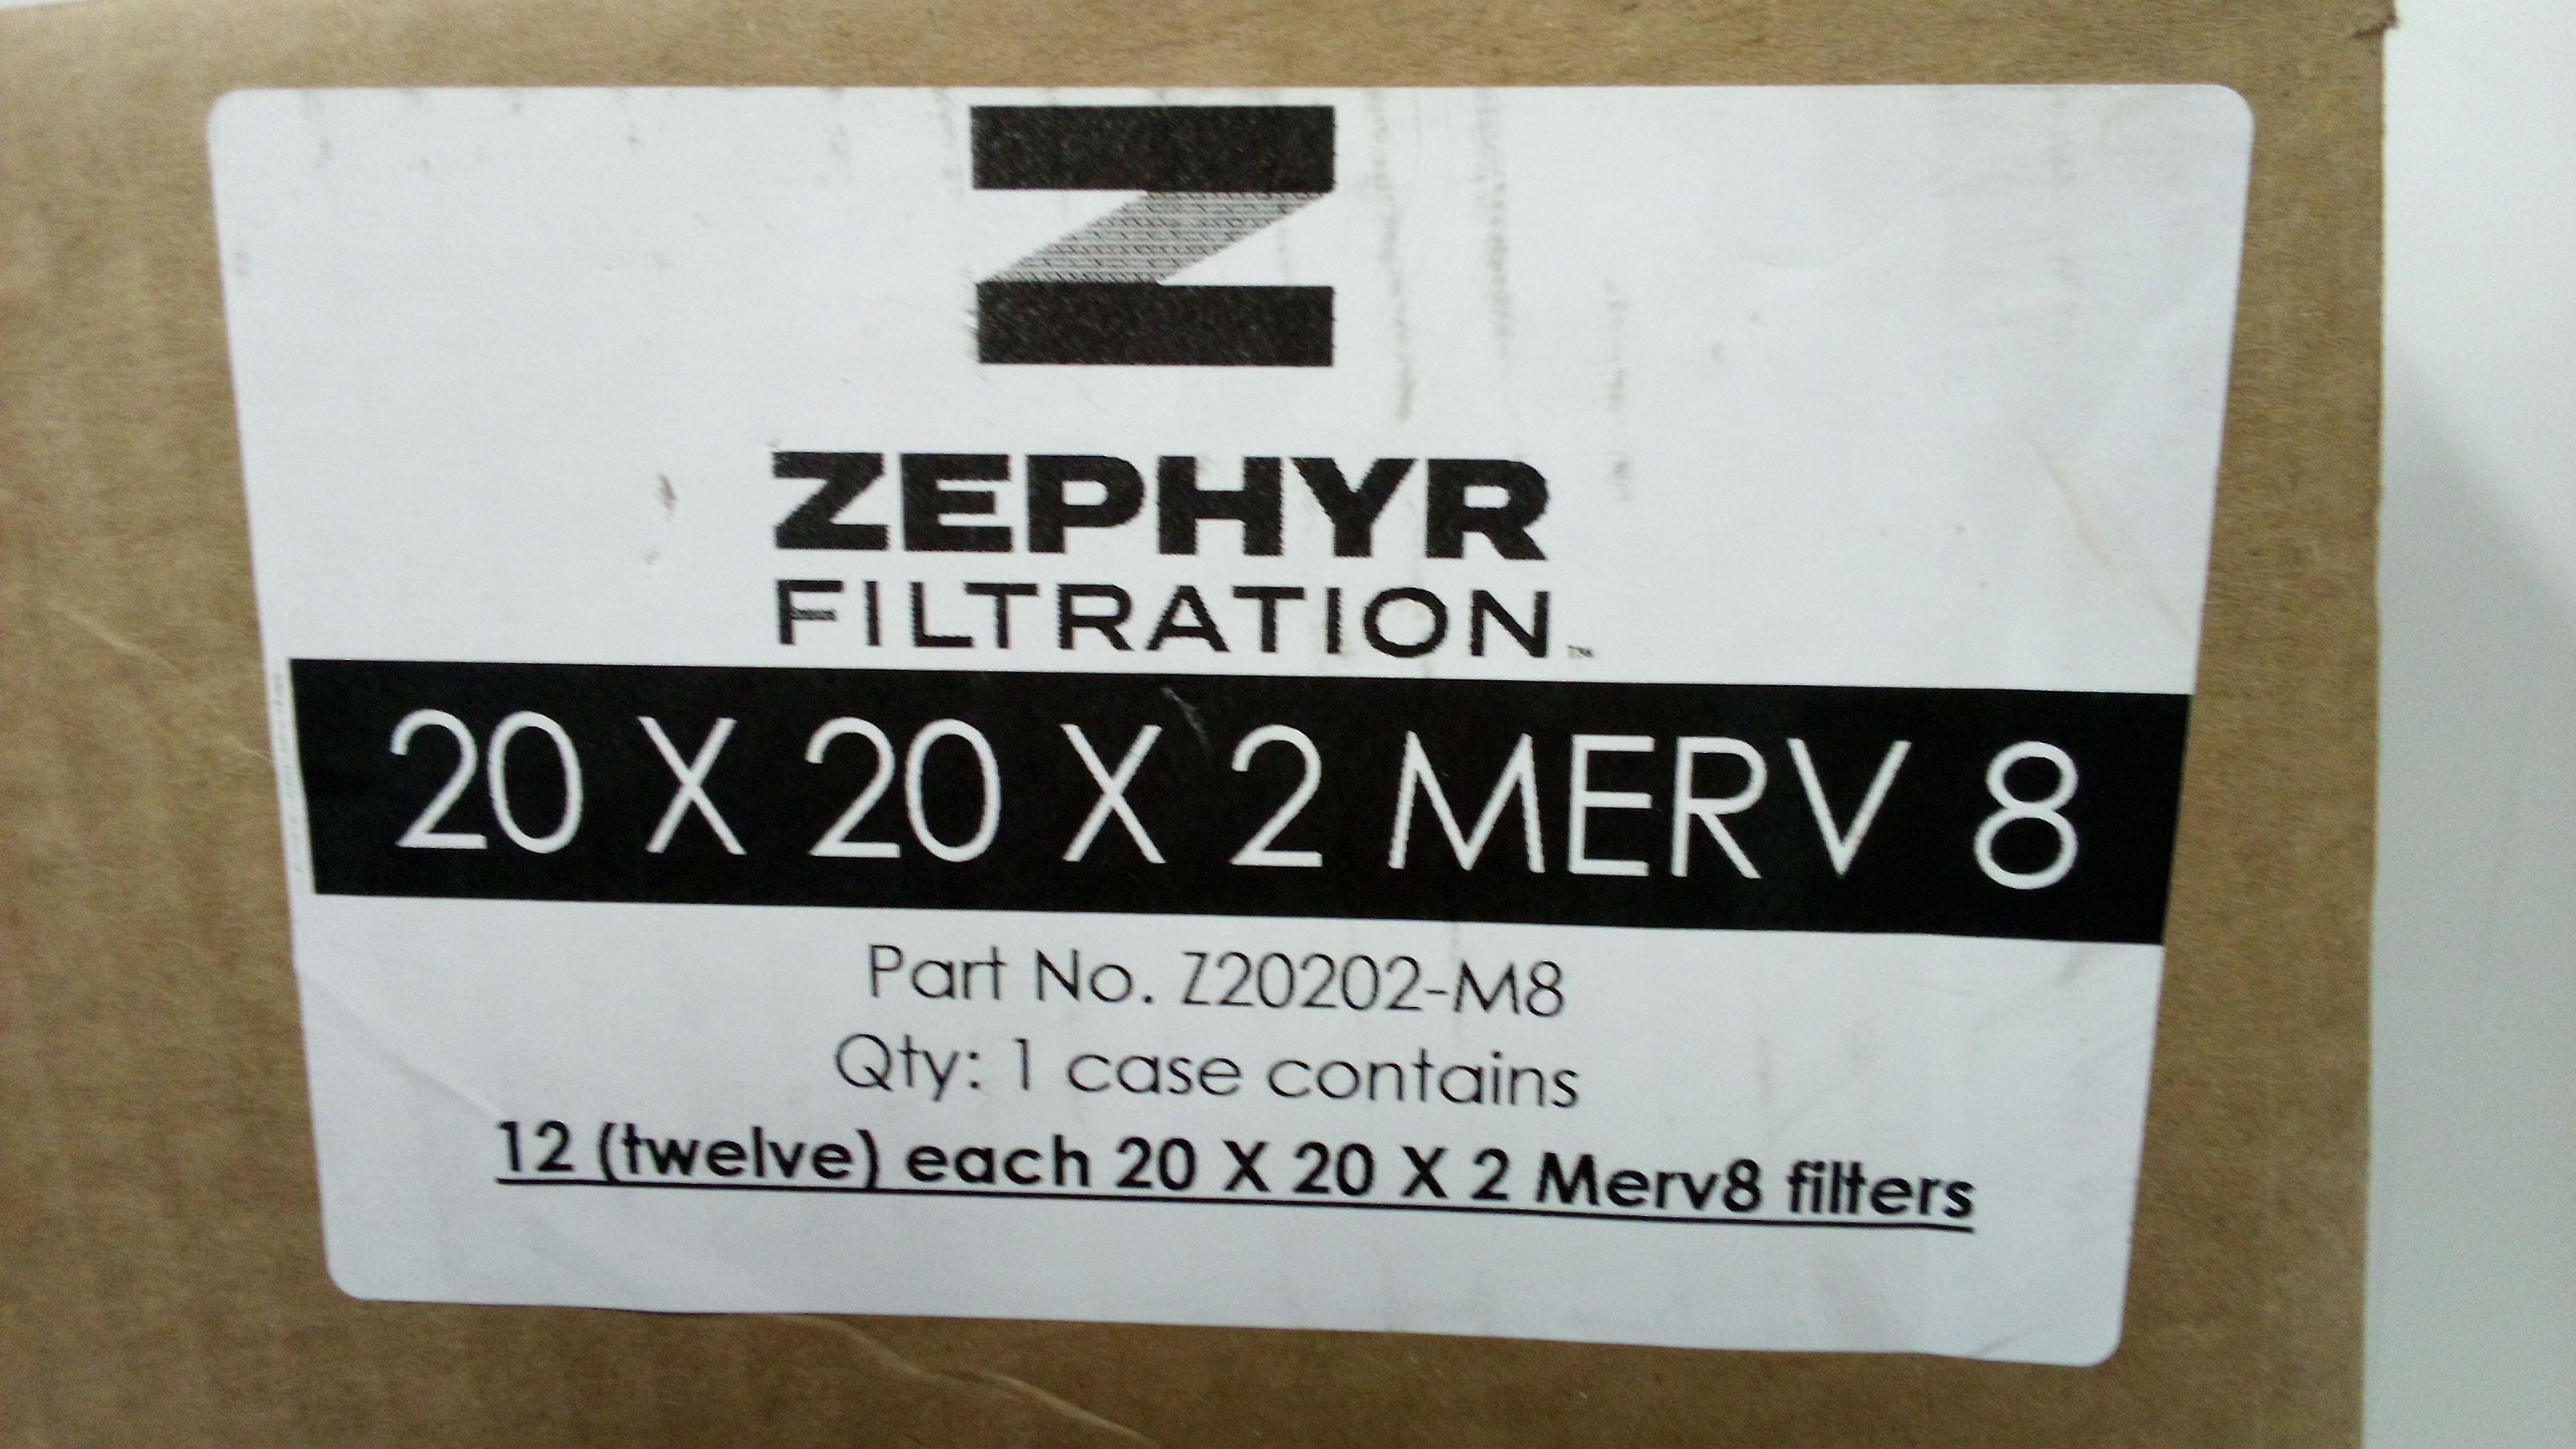 Z
ZEPHYR
FILTRATION™
20 X 20 X 2 MERV 8
Part No. Z20202-M8
Qty: 1 case contains
12 (twelve) each 20 X 20 X 2 Merv8 filters